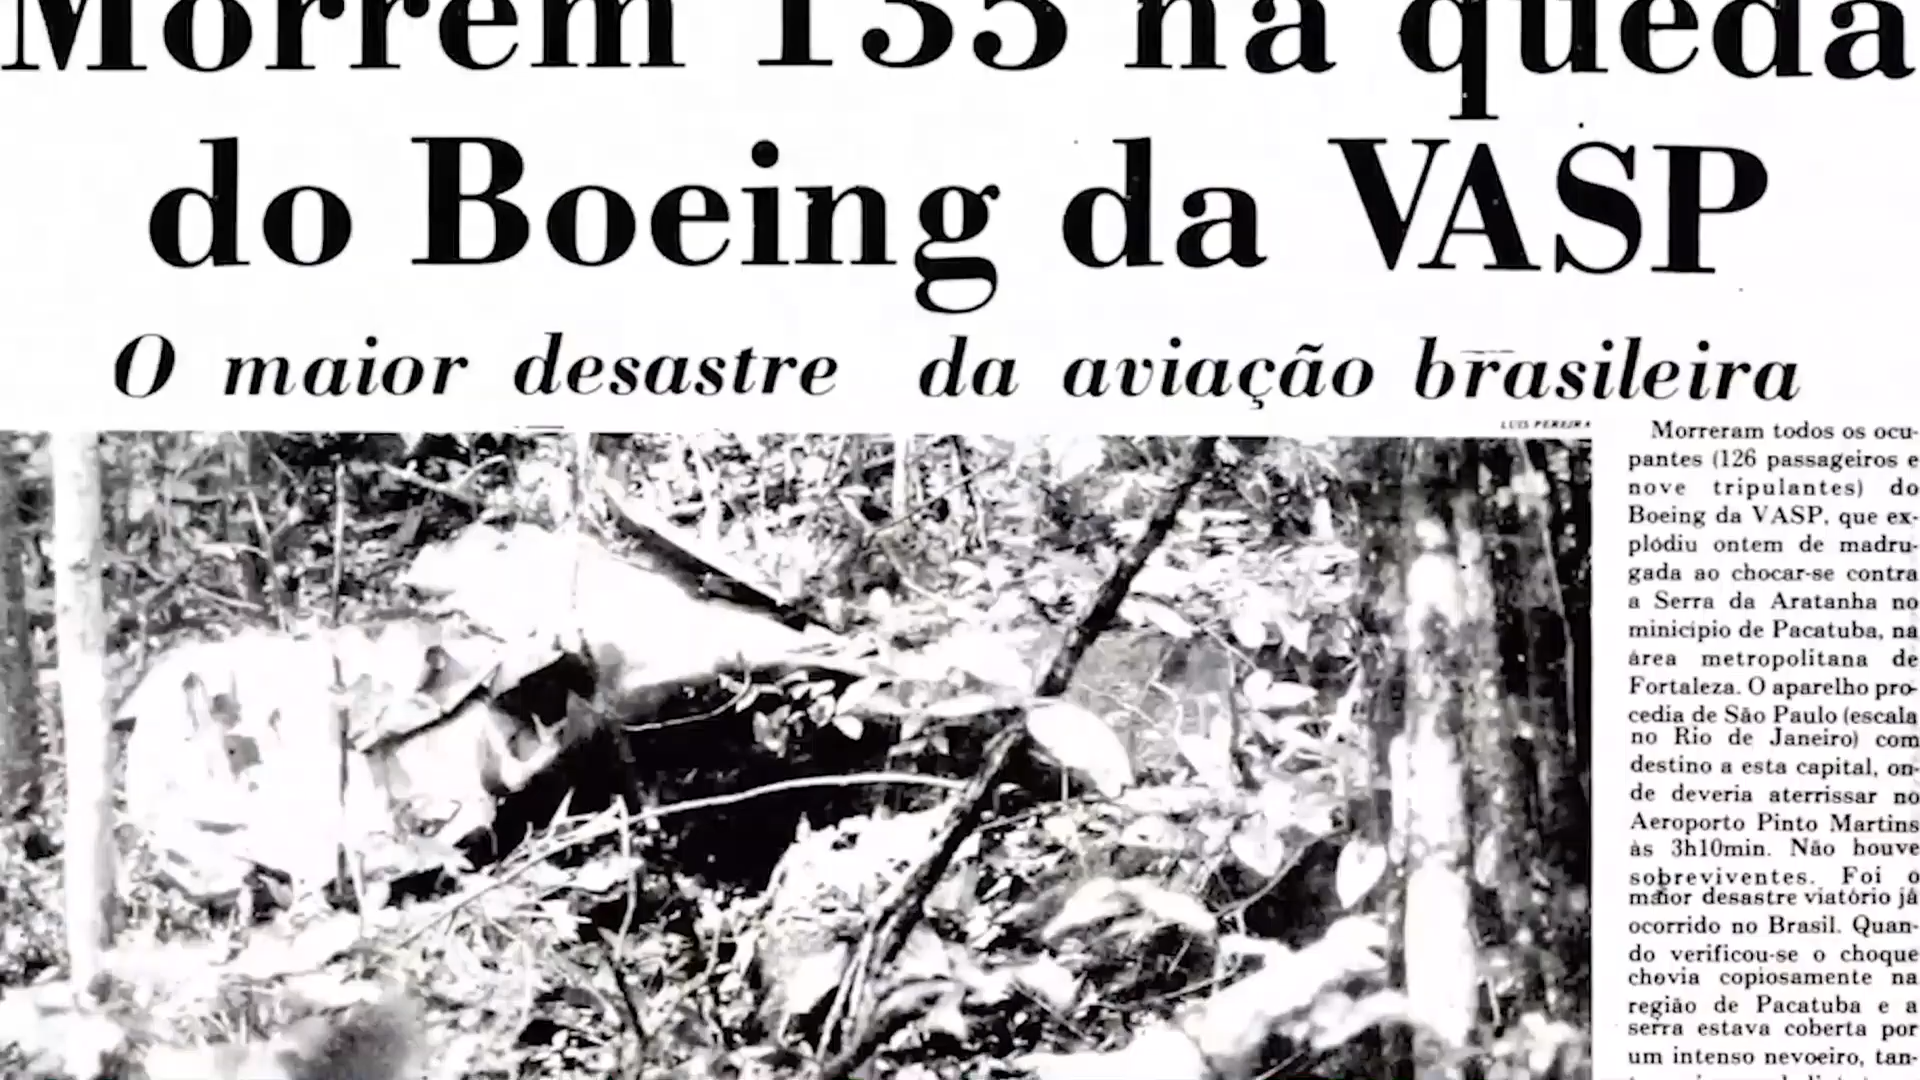 Morrem 135 na queda
do Boeing da VASP
O maior desastre da aviação brasileira
LUIS PEREIRA
Morreram todos os ocu-
pantes (126 passageiros e
nove tripulantes) do
Boeing da VASP, que ex-
plódiu ontem de madru-
gada ao chocar-se contra
a Serra da Aratanha no
minicípio de Pacatuba, na
área metropolitana de
Fortaleza. O aparelho pro-
cedia de São Paulo (escala
no Rio de Janeiro) com
destino a esta capital, on-
de deveria aterrissar no
Aeroporto Pinto Martins
às 3h10min. Não houve
sobreviventes. Foi o
maior desastre viatório já
ocorrido no Brasil. Quan-
do verificou-se o choque
chovia copiosamente na
região de Pacatuba e a
serra estava coberta por
um intenso nevoeiro, tan-